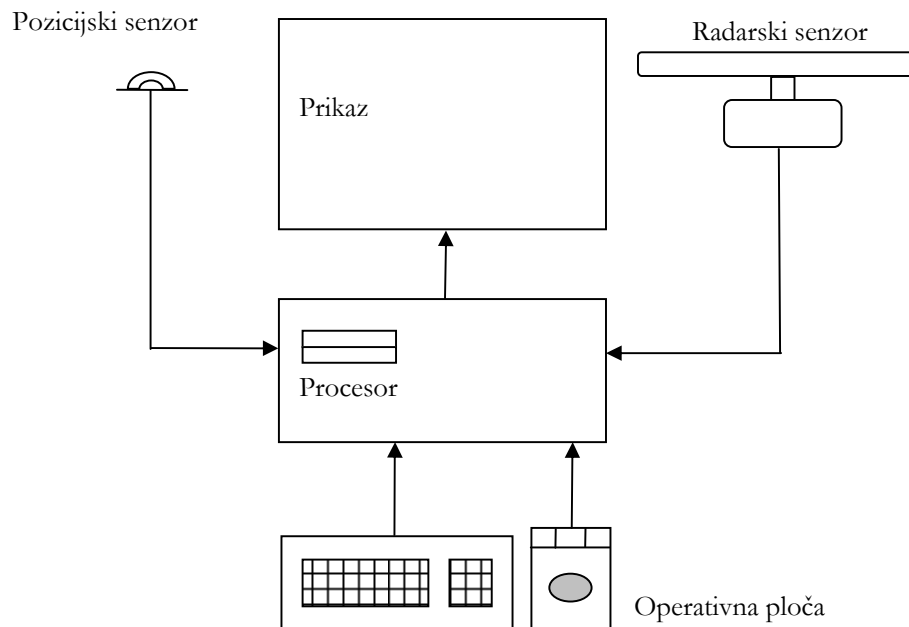 Pozicijski senzor
Radarski senzor
Prikaz
Procesor
Operativna ploča